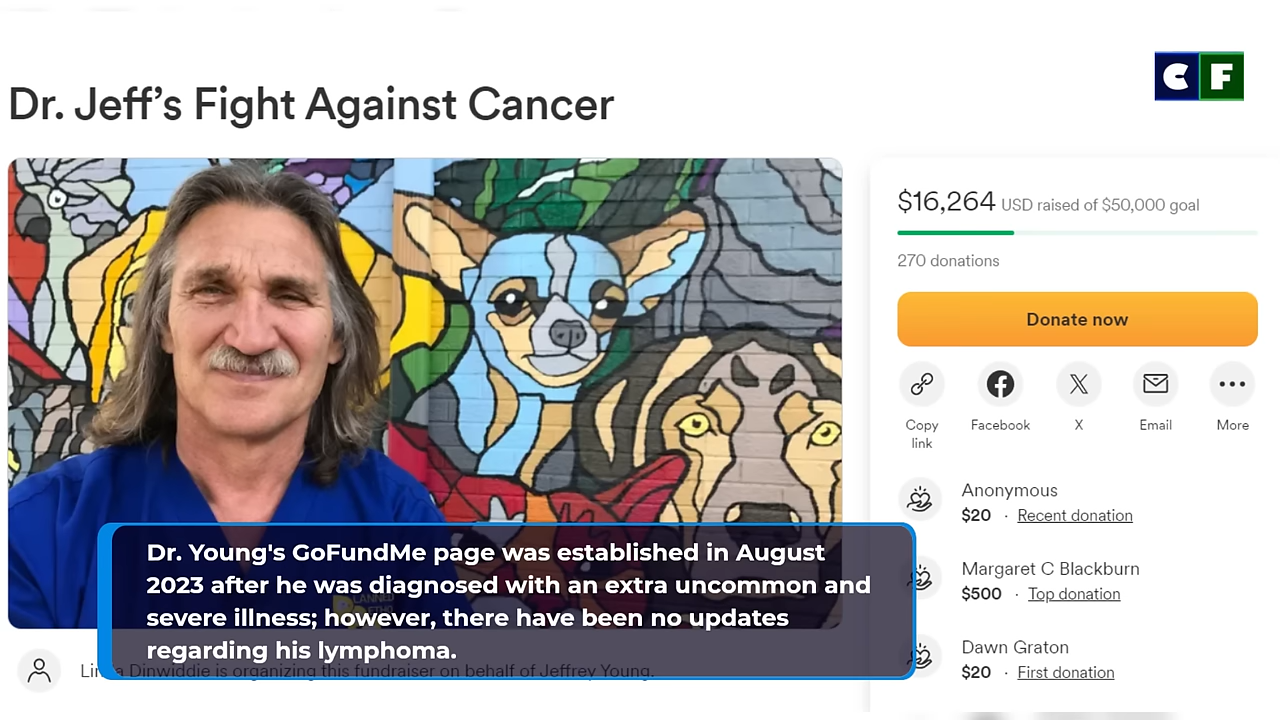 C F
Dr. Jeff’s Fight Against Cancer
$16,264 USD raised of $50,000 goal
270 donations
Donate now
Copy link
Facebook
X
Email
More
Anonymous
$20 · Recent donation
Margaret C Blackburn
$500 · Top donation
Dawn Graton
$20 · First donation
Dr. Young's GoFundMe page was established in August
2023 after he was diagnosed with an extra uncommon and
severe illness; however, there have been no updates
regarding his lymphoma.
Linda Dinwiddie is organizing this fundraiser on behalf of Jeffrey Young.